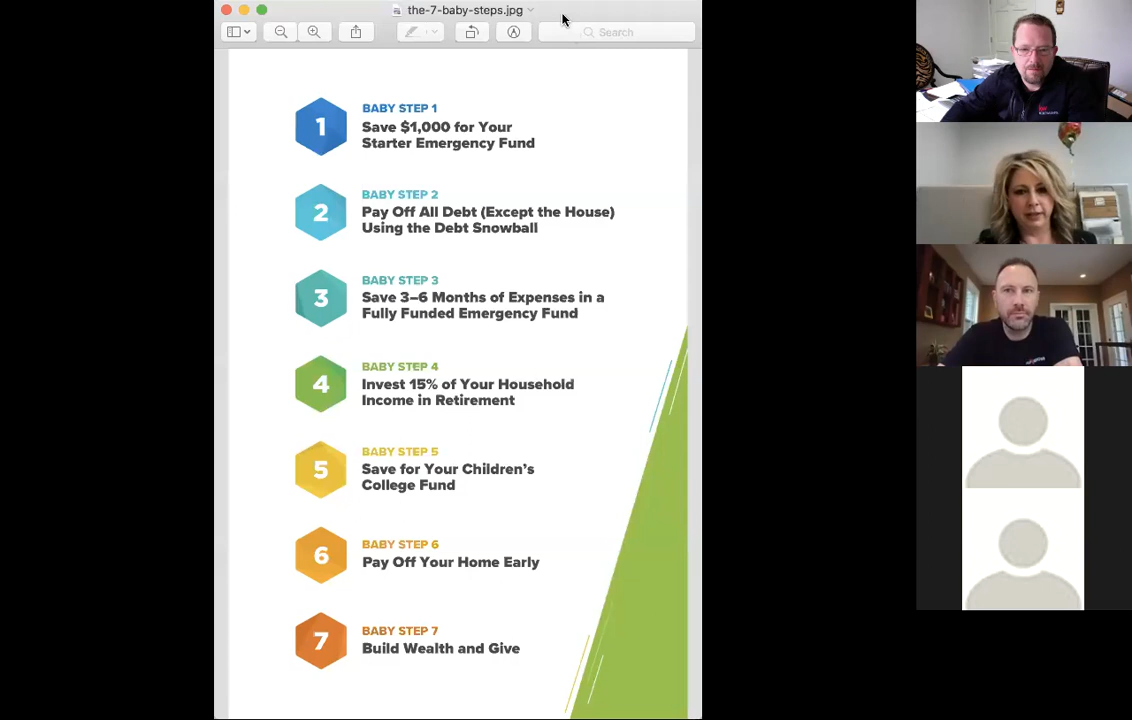 the-7-baby-steps.jpg
Search
1
BABY STEP 1
Save $1,000 for Your
Starter Emergency Fund
2
BABY STEP 2
Pay Off All Debt (Except the House)
Using the Debt Snowball
3
BABY STEP 3
Save 3–6 Months of Expenses in a
Fully Funded Emergency Fund
4
BABY STEP 4
Invest 15% of Your Household
Income in Retirement
5
BABY STEP 5
Save for Your Children’s
College Fund
6
BABY STEP 6
Pay Off Your Home Early
7
BABY STEP 7
Build Wealth and Give
kw